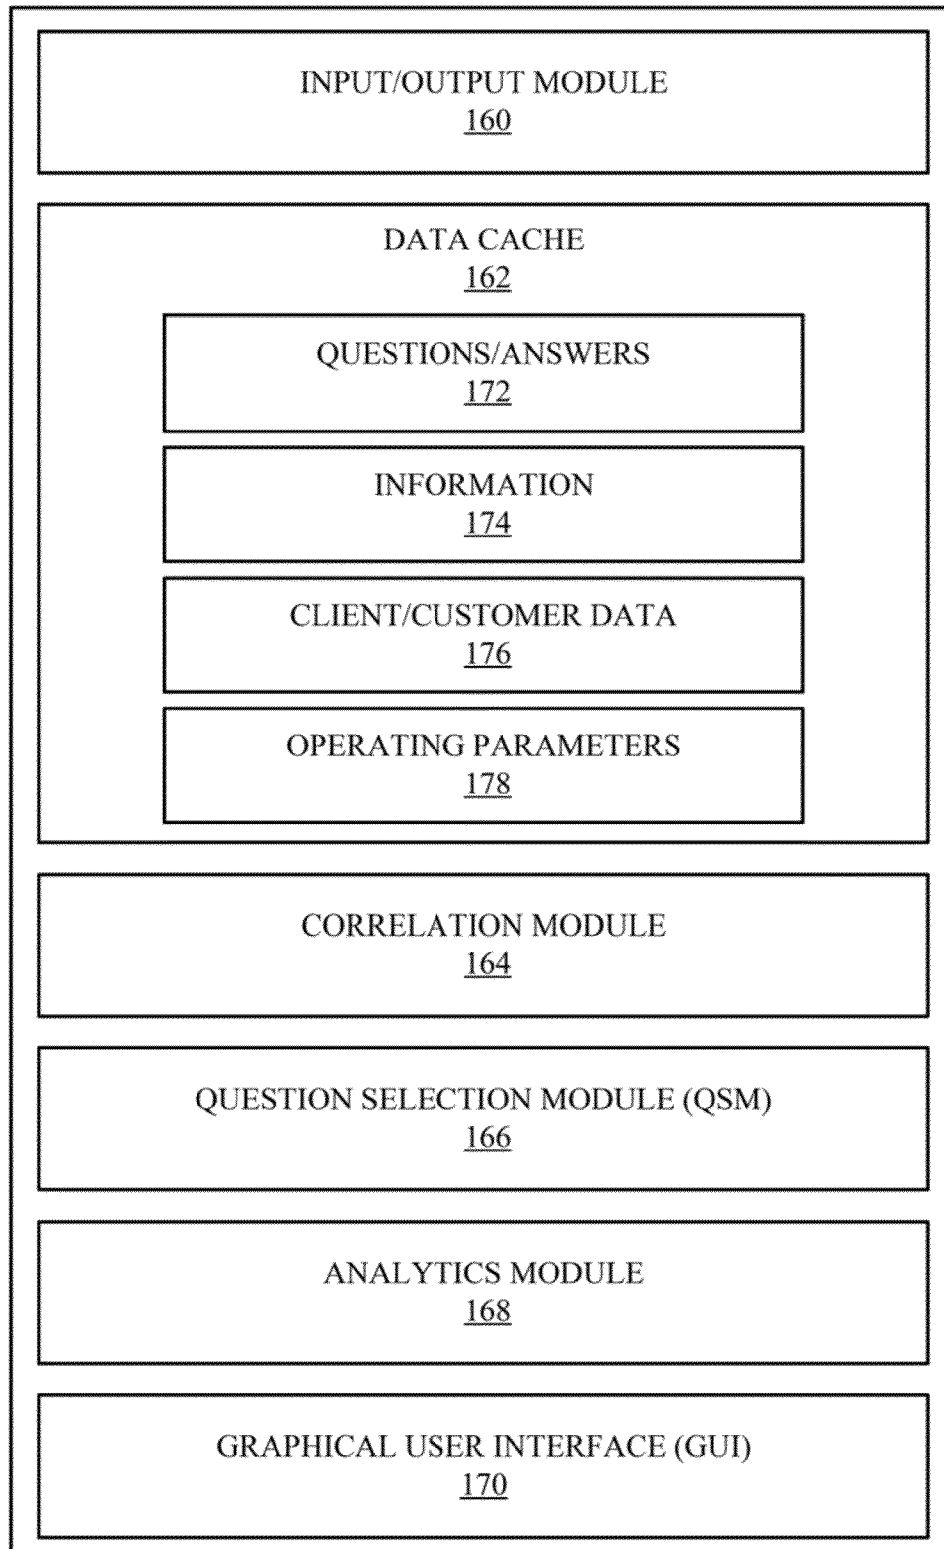 INPUT/OUTPUT MODULE
160
DATA CACHE
162
QUESTIONS/ANSWERS
172
INFORMATION
174
CLIENT/CUSTOMER DATA
176
OPERATING PARAMETERS
178
CORRELATION MODULE
164
QUESTION SELECTION MODULE (QSM)
166
ANALYTICS MODULE
168
GRAPHICAL USER INTERFACE (GUI)
170